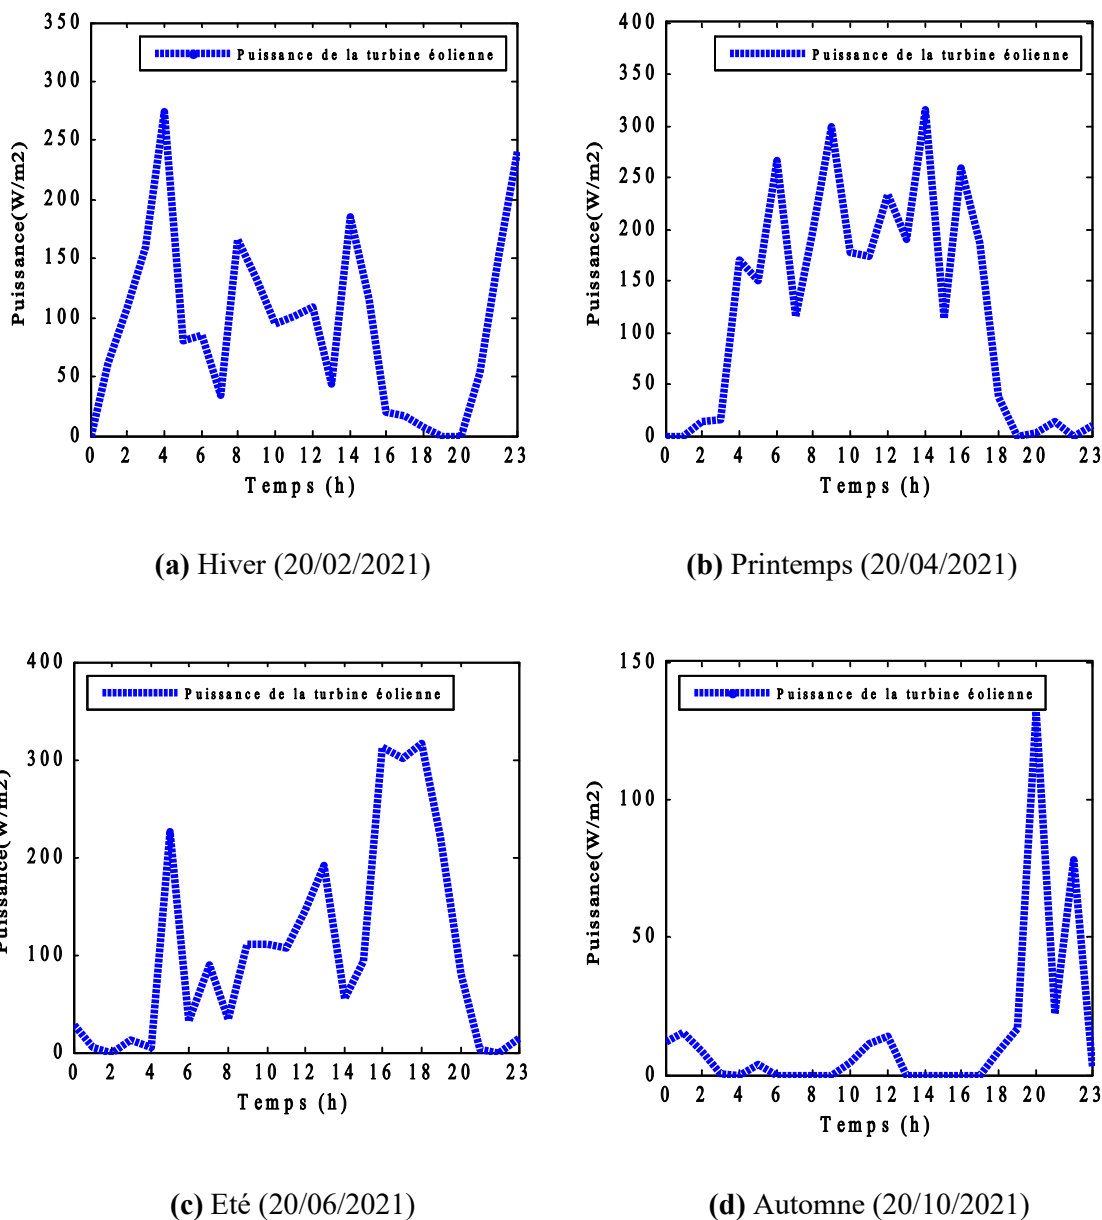 350
300
250
200
150
100
50
0
Puissance(W/m2)
Puissance de la turbine éolienne
0 2 4 6 8 10 12 14 16 18 20 23
Temps (h)
(a) Hiver (20/02/2021)
400
350
300
250
200
150
100
50
0
Puissance(W/m2)
Puissance de la turbine éolienne
0 2 4 6 8 10 12 14 16 18 20 23
Temps (h)
(b) Printemps (20/04/2021)
400
300
200
100
0
Puissance(W/m2)
Puissance de la turbine éolienne
0 2 4 6 8 10 12 14 16 18 20 23
Temps (h)
(c) Eté (20/06/2021)
150
100
50
0
Puissance(W/m2)
Puissance de la turbine éolienne
0 2 4 6 8 10 12 14 16 18 20 23
Temps (h)
(d) Automne (20/10/2021)